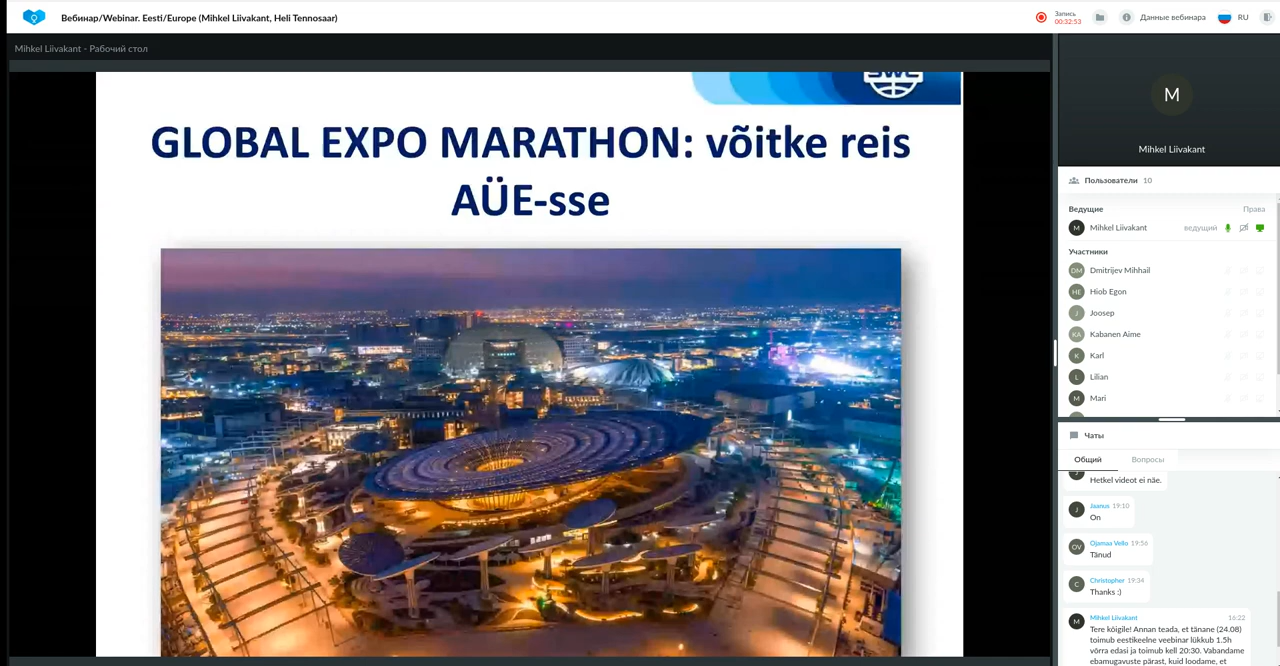 Вебинар/Webinar. Eesti/Europe (Mihkel Liivakant, Heli Tennosaar)
Запись
00:32:53
Данные вебинара
RU
Mihkel Liivakant - Рабочий стол
SWC
GLOBAL EXPO MARATHON: võitke reis
AÜE-sse
M
Mihkel Liivakant
Пользователи 10
Ведущие Права
M Mihkel Liivakant ведущий
Участники
DM Dmitrijev Mihhail
HE Hiob Egon
J Joosep
KA Kabanen Aime
K Karl
L Lilian
M Mari
Чаты
Общий Вопросы
Hetkel videot ei näe.
J Jaanus 19:10
On
OV Ojamaa Vello 19:56
Tänud
C Christopher 19:34
Thanks :)
M Mihkel Liivakant 16:22
Tere kõigile! Annan teada, et tänane (24.08)
toimub eestikeelne veebinar lükkub 1.5h
võrra edasi ja toimub kell 20:30. Vabandame
ebamugavuste pärast, kuid loodame, et